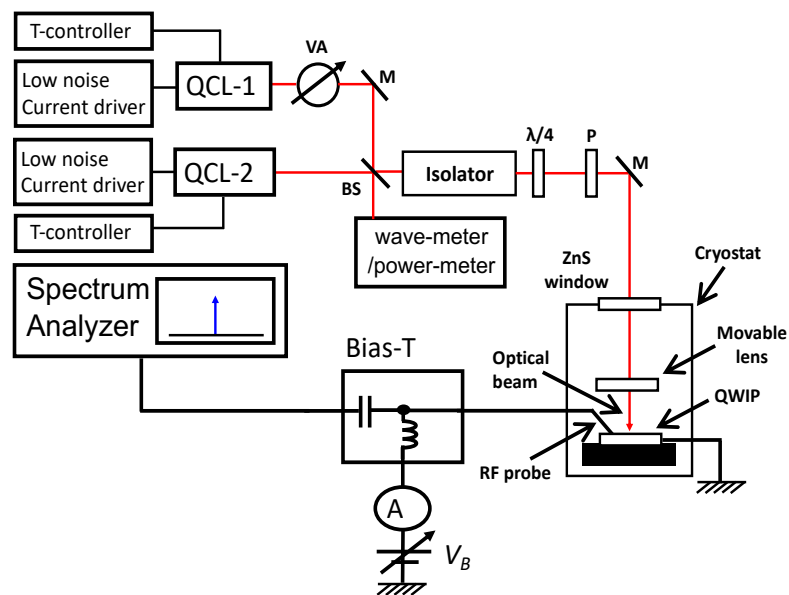 T-controller
VA
M
Low noise
Current driver
QCL-1
λ/4
P
M
Low noise
Current driver
QCL-2
BS
Isolator
T-controller
wave-meter
/power-meter
ZnS
window
Cryostat
Spectrum
Analyzer
Bias-T
Optical
beam
Movable
lens
QWIP
RF probe
A
VB